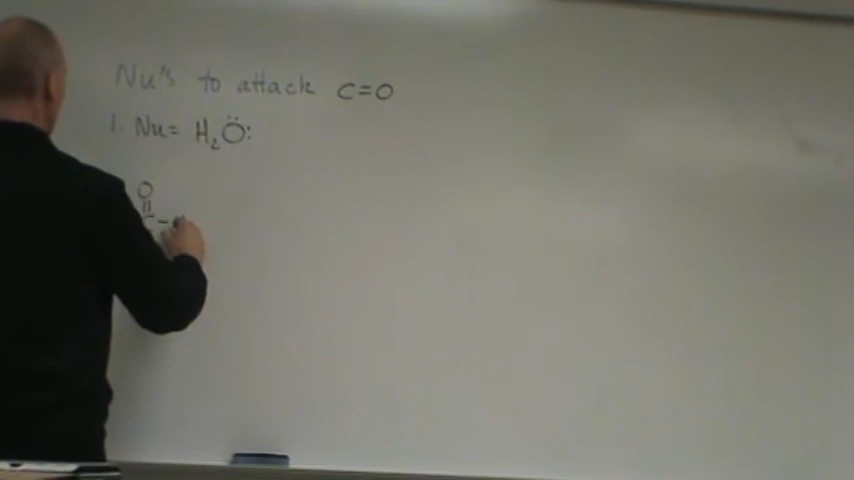 Nu's to attack C=O
1. Nu= H₂Ö:
O
||
C -